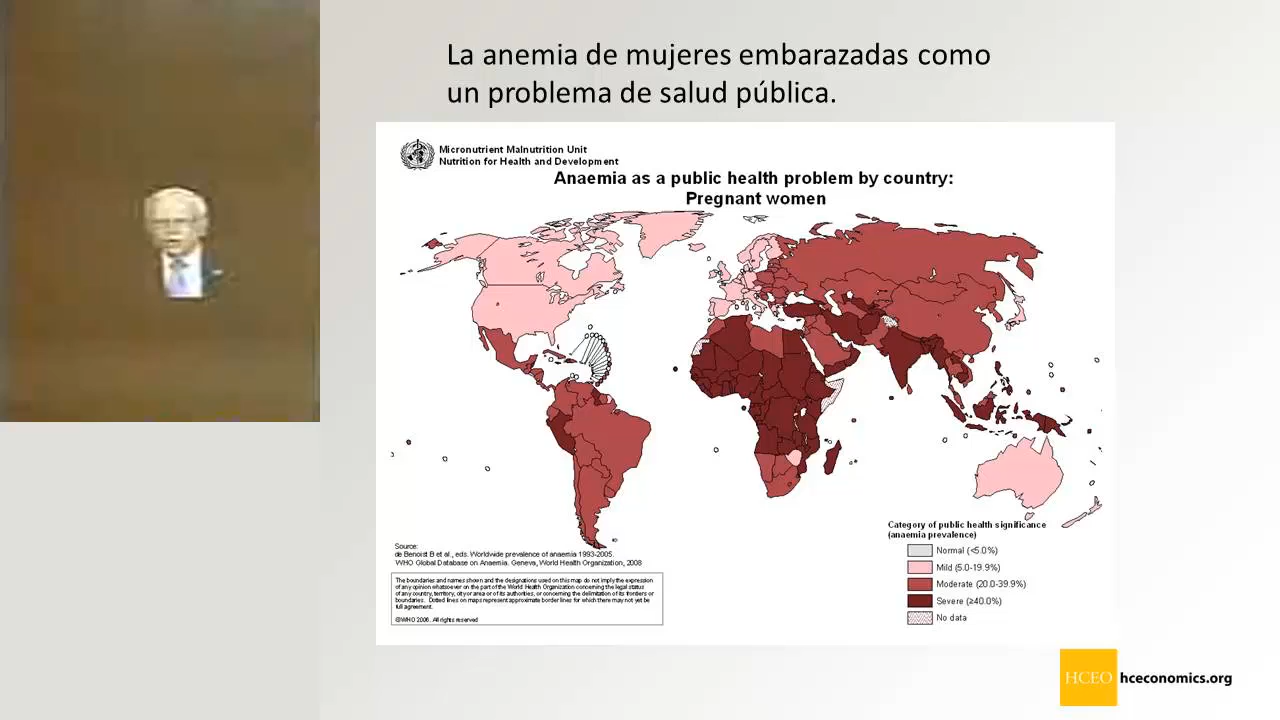 La anemia de mujeres embarazadas como
un problema de salud pública.
Micronutrient Malnutrition Unit
Nutrition for Health and Development
Anaemia as a public health problem by country:
Pregnant women
Category of public health significance
(anaemia prevalence)
Normal (<5.0%)
Mild (5.0-19.9%)
Moderate (20.0-39.9%)
Severe (≥40.0%)
No data
Source:
de Benoist B et al., eds. Worldwide prevalence of anaemia 1993-2005.
WHO Global Database on Anaemia. Geneva, World Health Organization, 2008
The boundaries and names shown and the designations used on this map do not imply the expression
of any opinion whatsoever on the part of the World Health Organization concerning the legal status
of any country, territory, city or area or of its authorities, or concerning the delimitation of its frontiers or
boundaries. Dotted lines on maps represent approximate border lines for which there may not yet be
full agreement.
©WHO 2006. All rights reserved
HCEO hceconomics.org